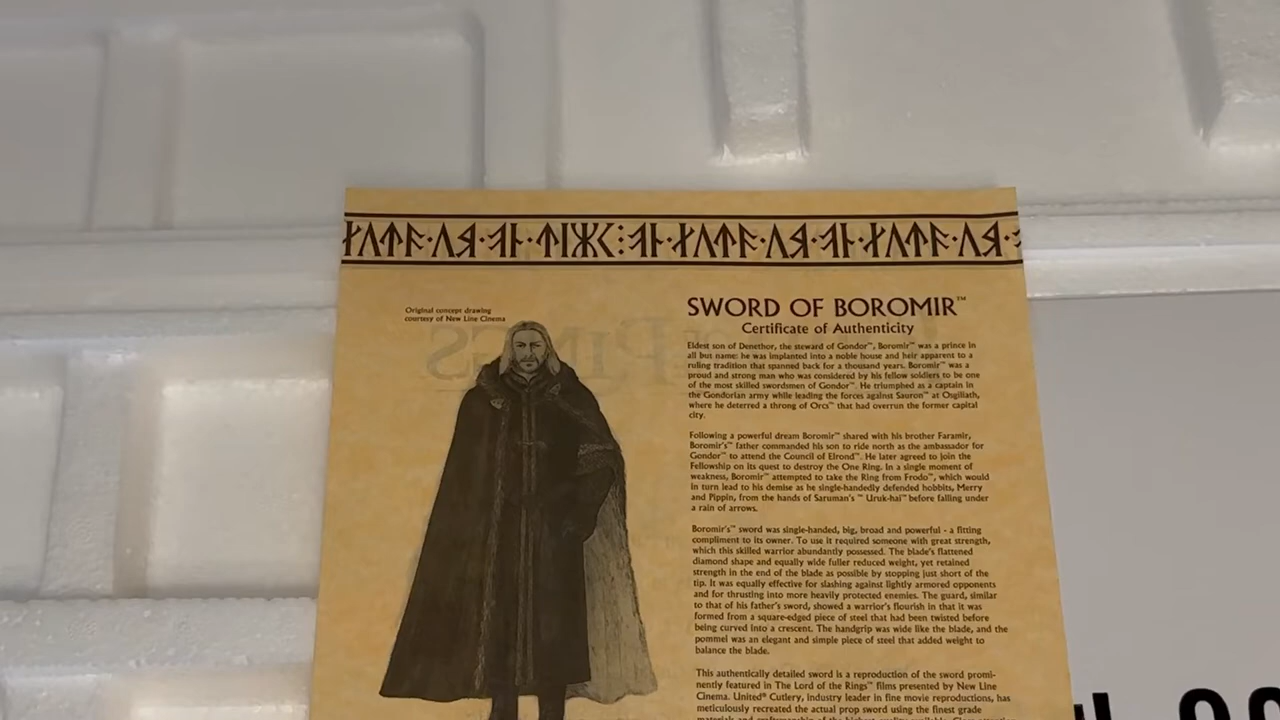 Original concept drawing
courtesy of New Line Cinema
SWORD OF BOROMIR™
Certificate of Authenticity
Eldest son of Denethor, the steward of Gondor™, Boromir™ was a prince in
all but name: he was implanted into a noble house and heir apparent to a
ruling tradition that spanned back for a thousand years. Boromir™ was a
proud and strong man who was considered by his fellow soldiers to be one
of the most skilled swordsmen of Gondor™. He triumphed as a captain in
the Gondorian army while leading the forces against Sauron™ at Osgiliath,
where he deterred a throng of Orcs™ that had overrun the former capital
city.
Following a powerful dream Boromir™ shared with his brother Faramir,
Boromir's™ father commanded his son to ride north as the ambassador for
Gondor™ to attend the Council of Elrond™. He later agreed to join the
Fellowship on its quest to destroy the One Ring. In a single moment of
weakness, Boromir™ attempted to take the Ring from Frodo™, which would
in turn lead to his demise as he single-handedly defended hobbits, Merry
and Pippin, from the hands of Saruman's ™ Uruk-hai™ before falling under
a rain of arrows.
Boromir's™ sword was single-handed, big, broad and powerful - a fitting
compliment to its owner. To use it required someone with great strength,
which this skilled warrior abundantly possessed. The blade's flattened
diamond shape and equally wide fuller reduced weight, yet retained
strength in the end of the blade as possible by stopping just short of the
tip. It was equally effective for slashing against lightly armored opponents
and for thrusting into more heavily protected enemies. The guard, similar
to that of his father's sword, showed a warrior's flourish in that it was
formed from a square-edged piece of steel that had been twisted before
being curved into a crescent. The handgrip was wide like the blade, and the
pommel was an elegant and simple piece of steel that added weight to
balance the blade.
This authentically detailed sword is a reproduction of the sword promi-
nently featured in The Lord of the Rings™ films presented by New Line
Cinema. United® Cutlery, industry leader in fine movie reproductions, has
meticulously recreated the actual prop sword using the finest grade